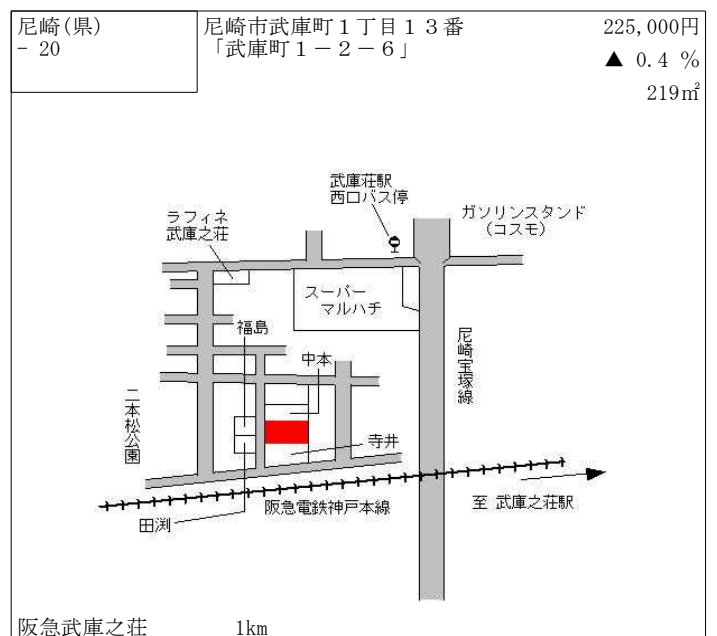 尼崎(県)
- 20
尼崎市武庫町1丁目13番
「武庫町1-2-6」
225,000円
▲ 0.4 %
219㎡
武庫荘駅
西口バス停
ガソリンスタンド
(コスモ)
ラフィネ
武庫之荘
スーパー
マルハチ
福島
中本
尼崎宝塚線
二本松公園
寺井
至 武庫之荘駅
阪急電鉄神戸本線
田渕
阪急武庫之荘 1km